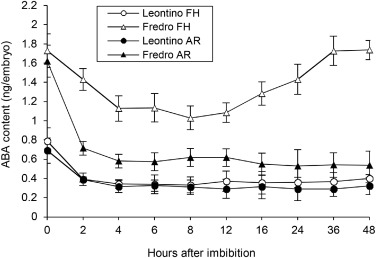 2
1.8
1.6
1.4
1.2
1
0.8
0.6
0.4
0.2
0
ABA content (ng/embryo)
Leontino FH
Fredro FH
Leontino AR
Fredro AR
0 2 4 6 8 12 16 24 36 48
Hours after imbibition